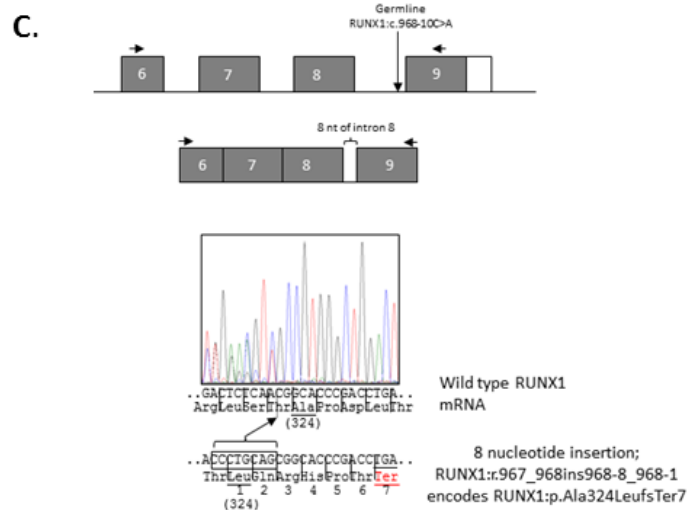 C.
Germline
RUNX1:c.968-10C>A
6 7 8 9
8 nt of intron 8
6 7 8 9
..GACTCTCAACGGCACCCGACCTGA..
ArgLeuSerThrAlaProAspLeuThr
(324)
Wild type RUNX1
mRNA
..ACCCTGCAGCGGCACCCGACCTGA..
ThrLeuGlnArgHisProThrTer
1 2 3 4 5 6 7
(324)
8 nucleotide insertion;
RUNX1:r.967_968ins968-8_968-1
encodes RUNX1:p.Ala324LeufsTer7